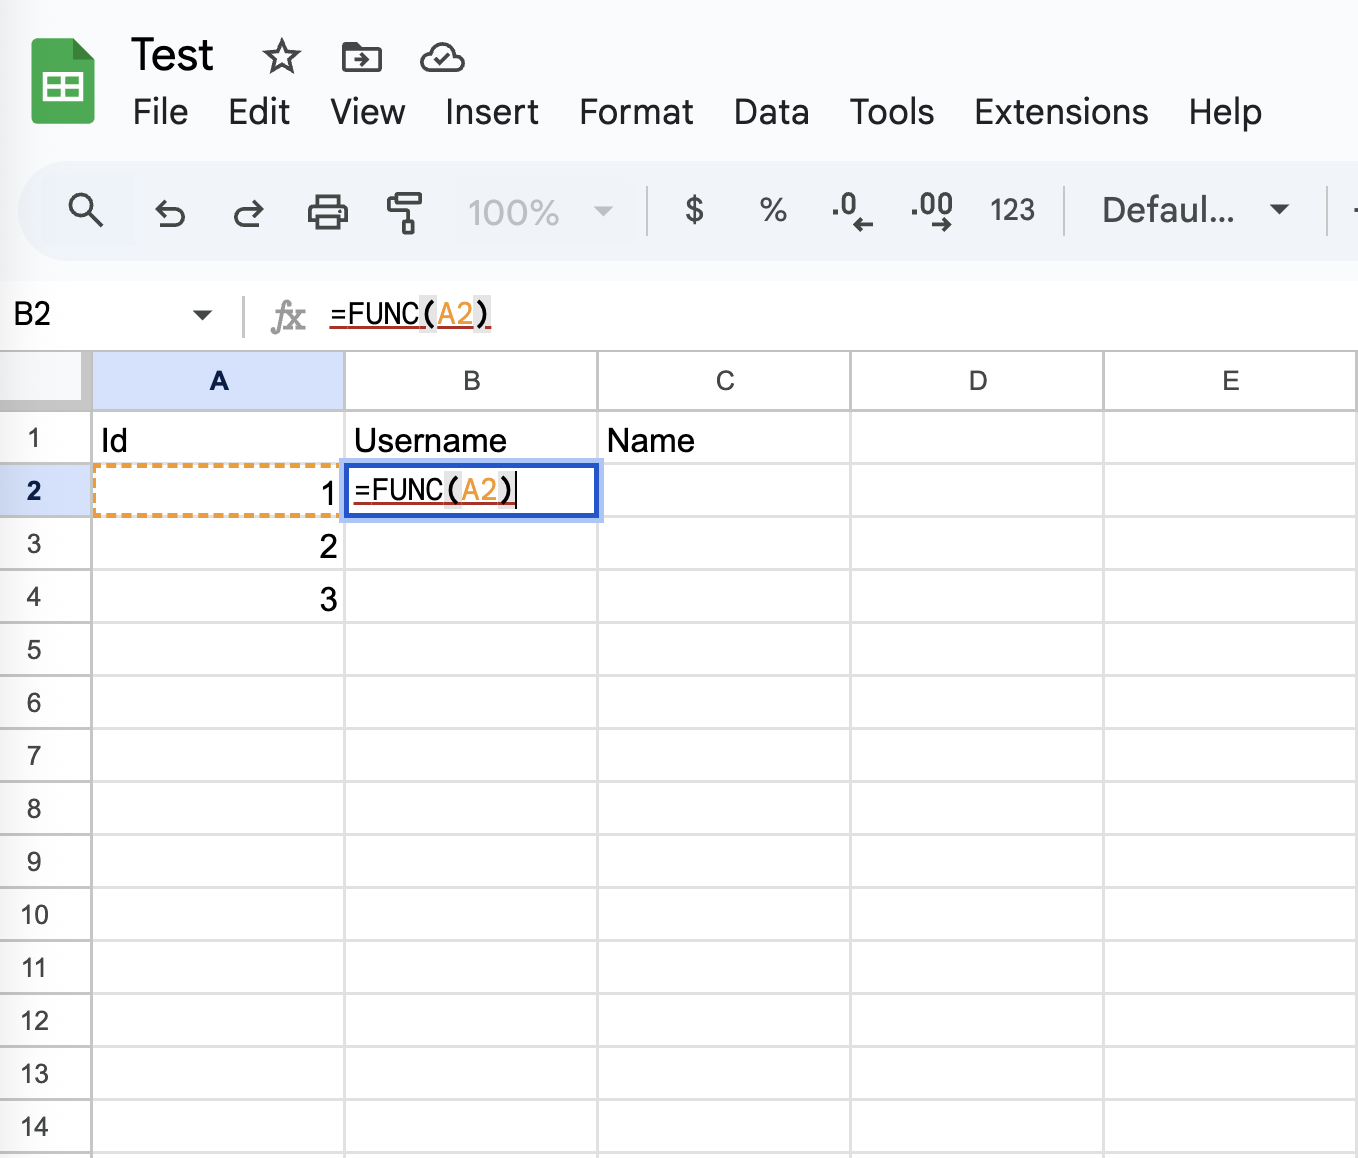 Test
File Edit View Insert Format Data Tools Extensions Help
100% $ % .0 .00 123 Defaul...
B2 fx =FUNC(A2)
A B C D E
1 Id Username Name
2 1 =FUNC(A2)
3 2
4 3
5
6
7
8
9
10
11
12
13
14